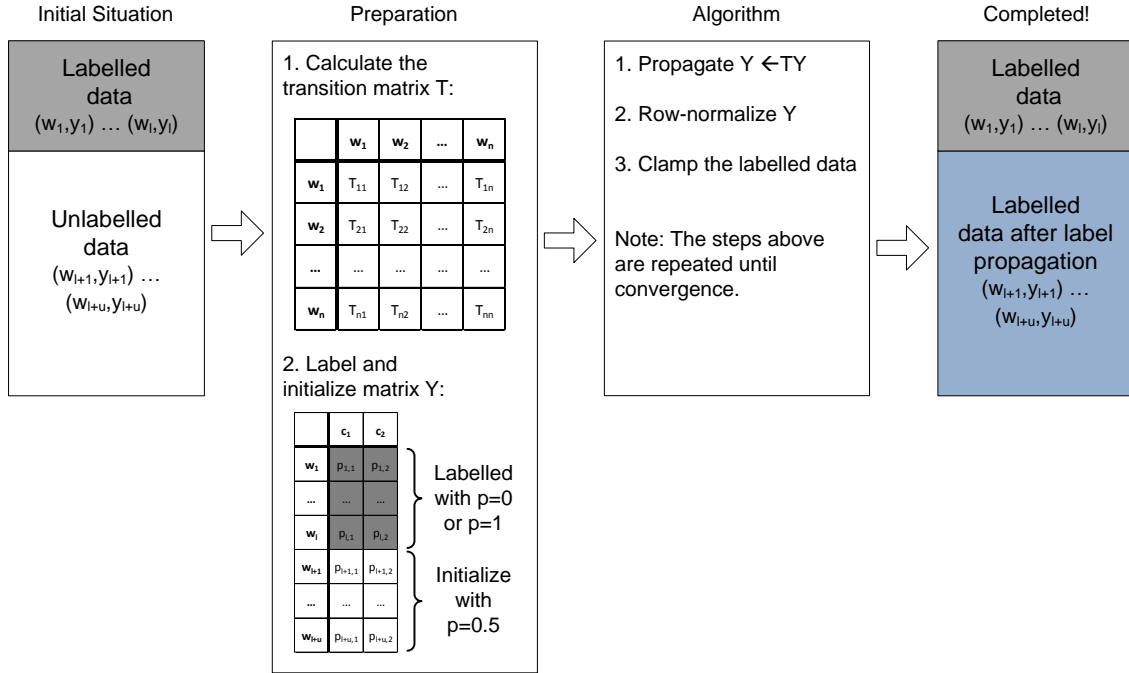 Initial Situation
Labelled
data
(w₁,y₁) … (wₗ,yₗ)
Unlabelled
data
(wₗ₊₁,yₗ₊₁) …
(wₗ₊ᵤ,yₗ₊ᵤ)
Preparation
1. Calculate the
transition matrix T:
w₁ w₂ ... wₙ
w₁ T₁₁ T₁₂ ... T₁ₙ
w₂ T₂₁ T₂₂ ... T₂ₙ
... ... ... ... ...
wₙ Tₙ₁ Tₙ₂ ... Tₙₙ
2. Label and
initialize matrix Y:
c₁ c₂
w₁ p₁,₁ p₁,₂
... ... ...
wₗ pₗ,₁ pₗ,₂
wₗ₊₁ pₗ₊₁,₁ pₗ₊₁,₂
... ... ...
wₗ₊ᵤ pₗ₊ᵤ,₁ pₗ₊ᵤ,₂
Labelled
with p=0
or p=1
Initialize
with
p=0.5
Algorithm
1. Propagate Y ←TY
2. Row-normalize Y
3. Clamp the labelled data
Note: The steps above
are repeated until
convergence.
Completed!
Labelled
data
(w₁,y₁) … (wₗ,yₗ)
Labelled
data after label
propagation
(wₗ₊₁,yₗ₊₁) …
(wₗ₊ᵤ,yₗ₊ᵤ)